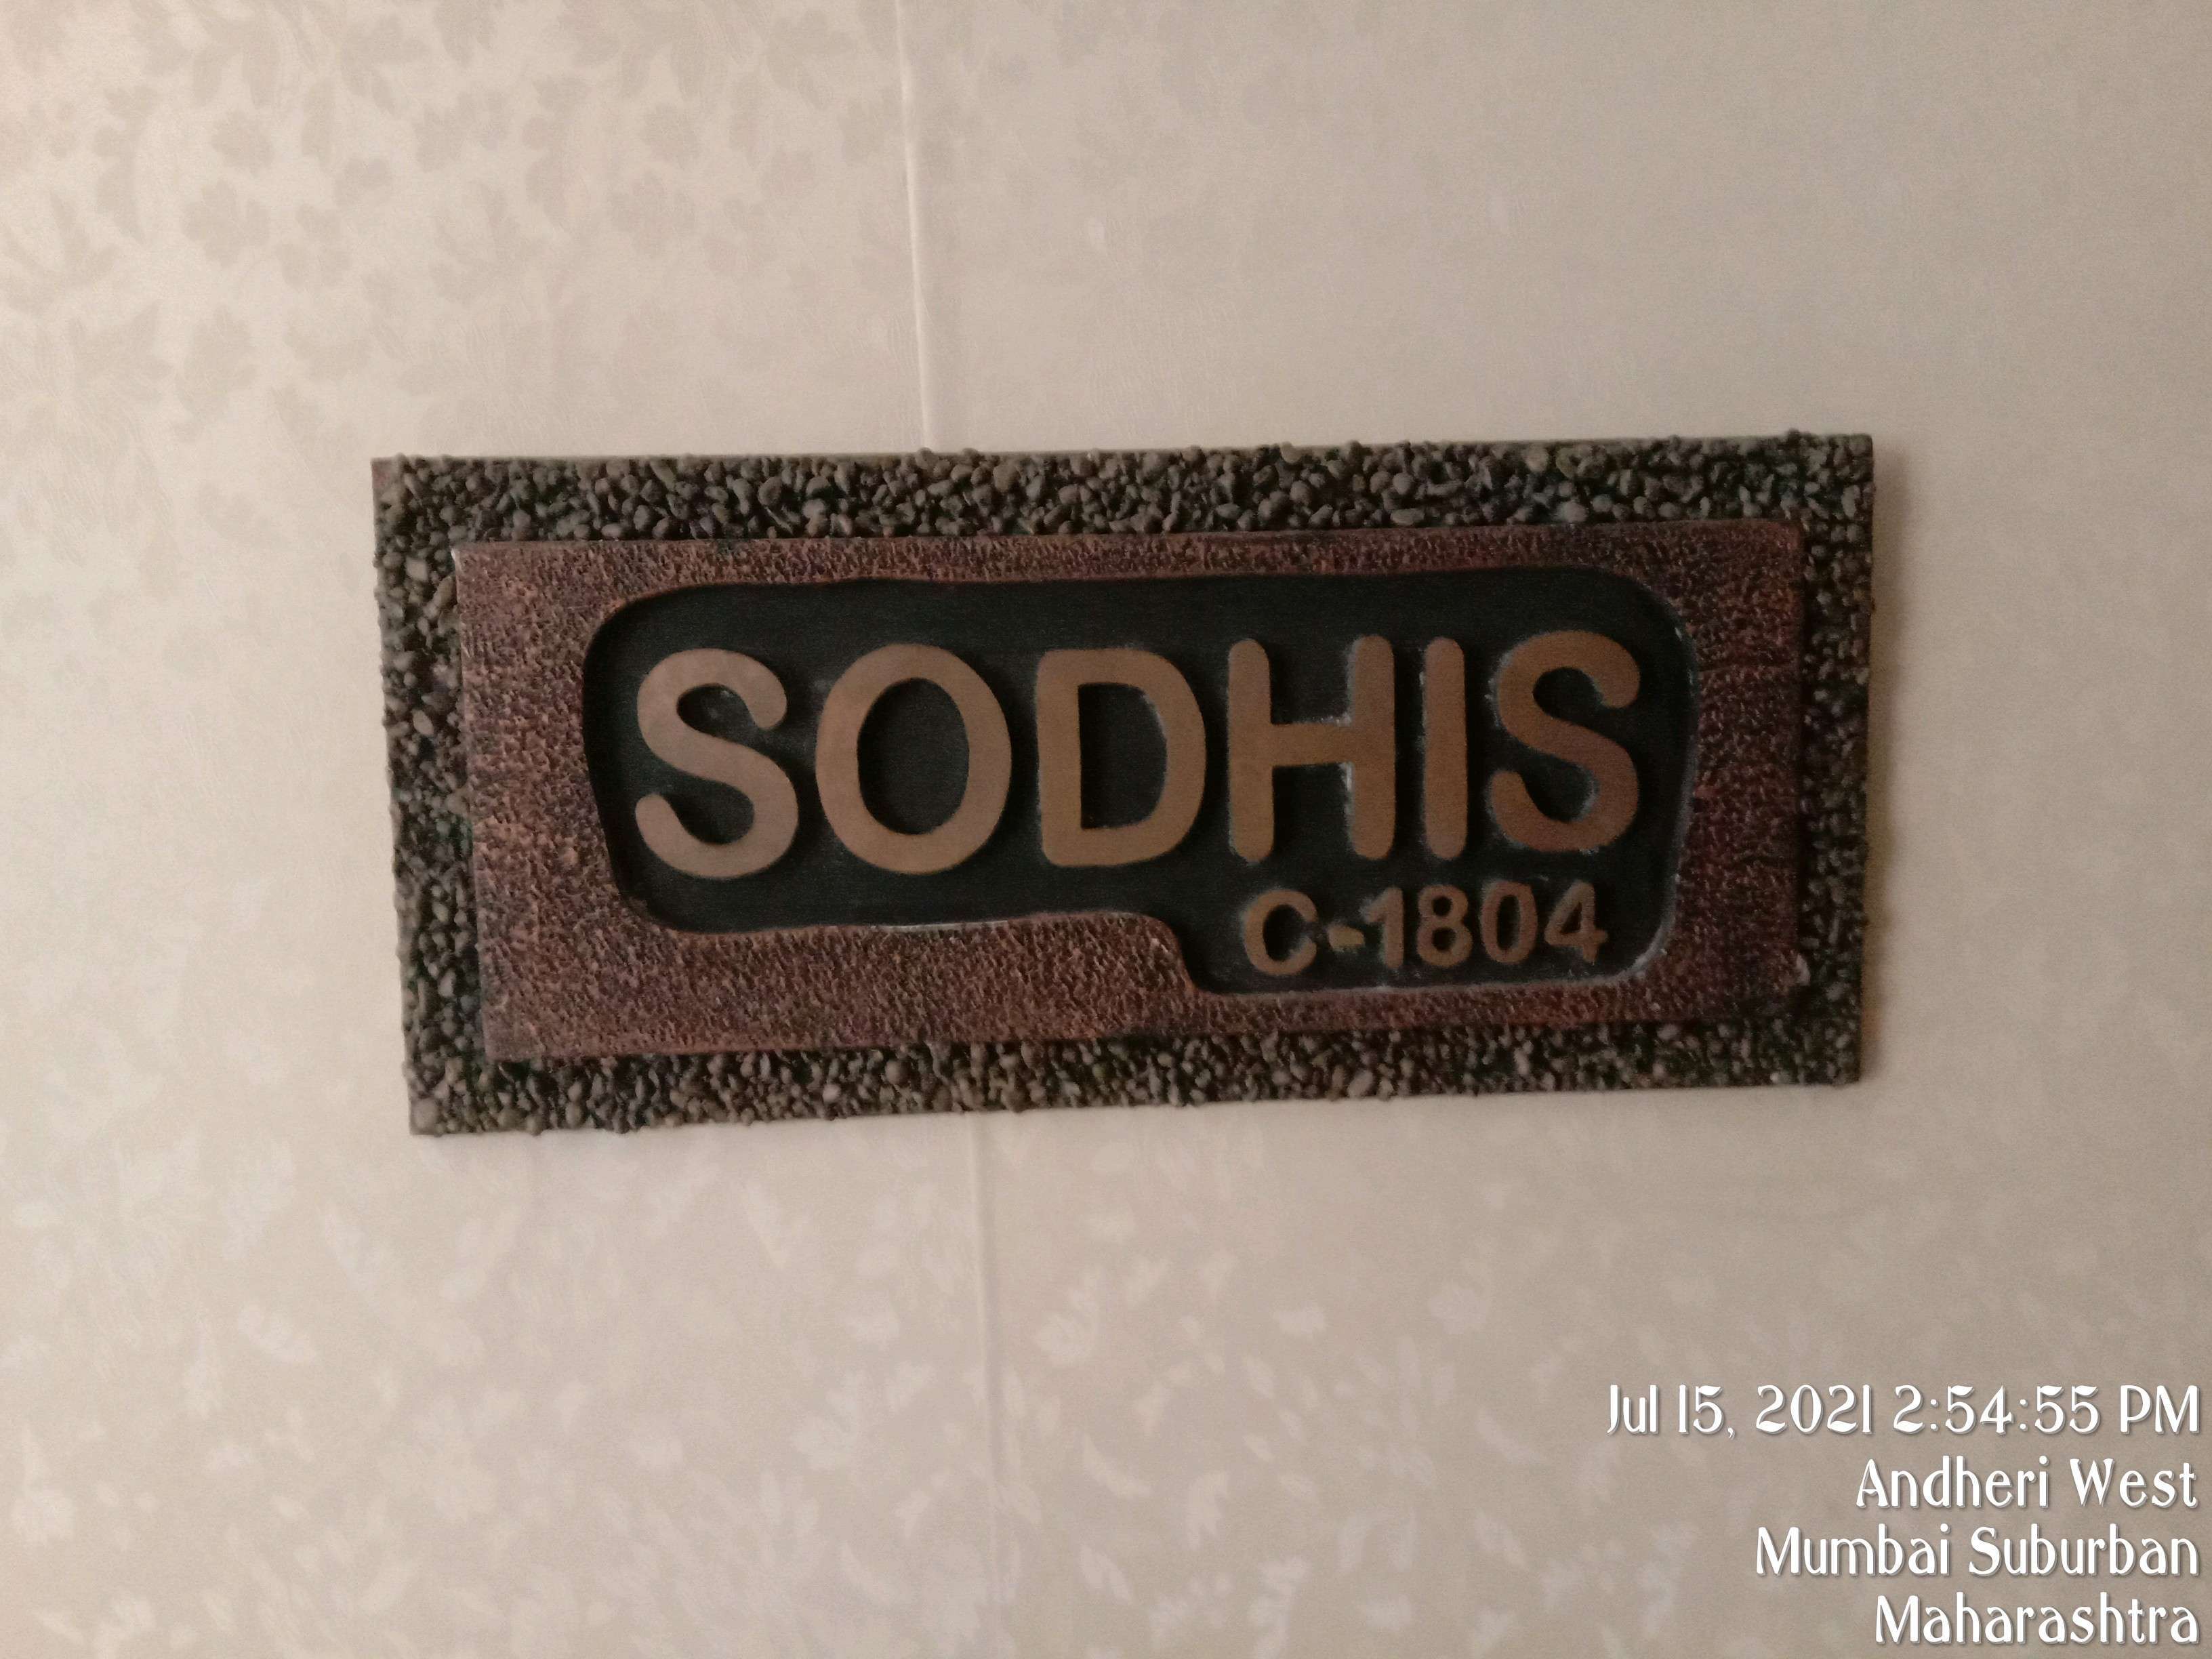 SODHIS
C-1804
Jul 15, 2021 2:54:55 PM
Andheri West
Mumbai Suburban
Maharashtra